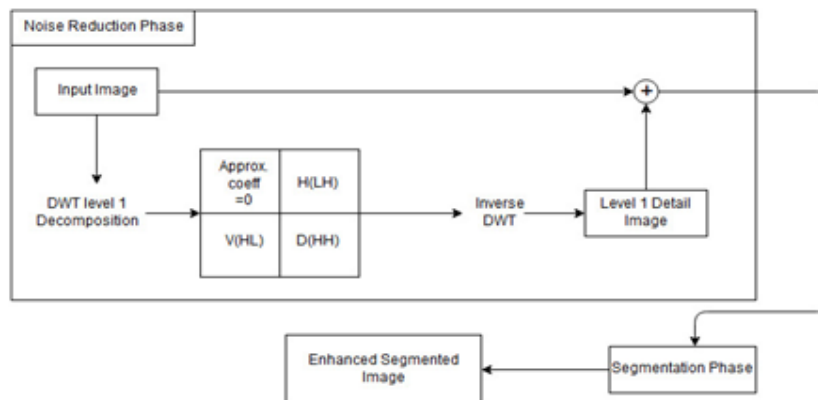 Noise Reduction Phase
Input Image
+
Approx.
coeff
=0
H(LH)
DWT level 1
Decomposition
V(HL)
D(HH)
Inverse
DWT
Level 1 Detail
Image
Enhanced Segmented
Image
Segmentation Phase